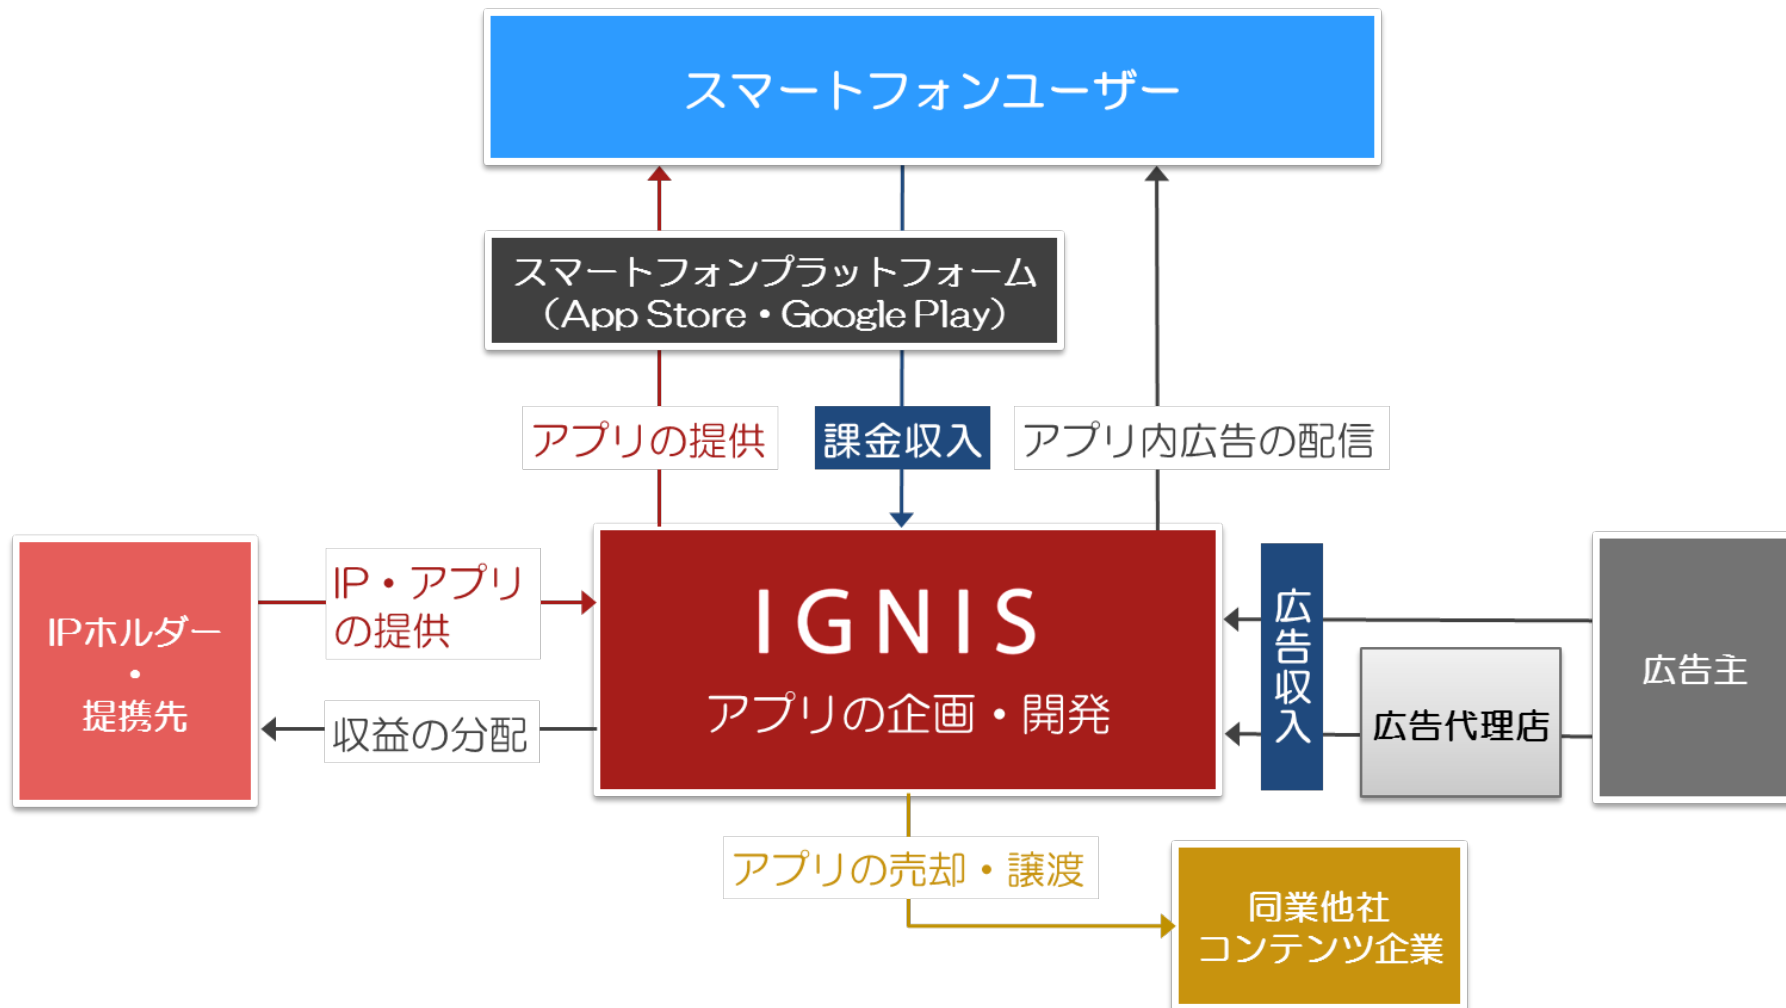 スマートフォンユーザー
スマートフォンプラットフォーム
（App Store・Google Play）
アプリの提供
課金収入
アプリ内広告の配信
IPホルダー
・
提携先
IP・アプリ
の提供
収益の分配
IGNIS
アプリの企画・開発
広告収入
広告代理店
広告主
アプリの売却・譲渡
同業他社
コンテンツ企業